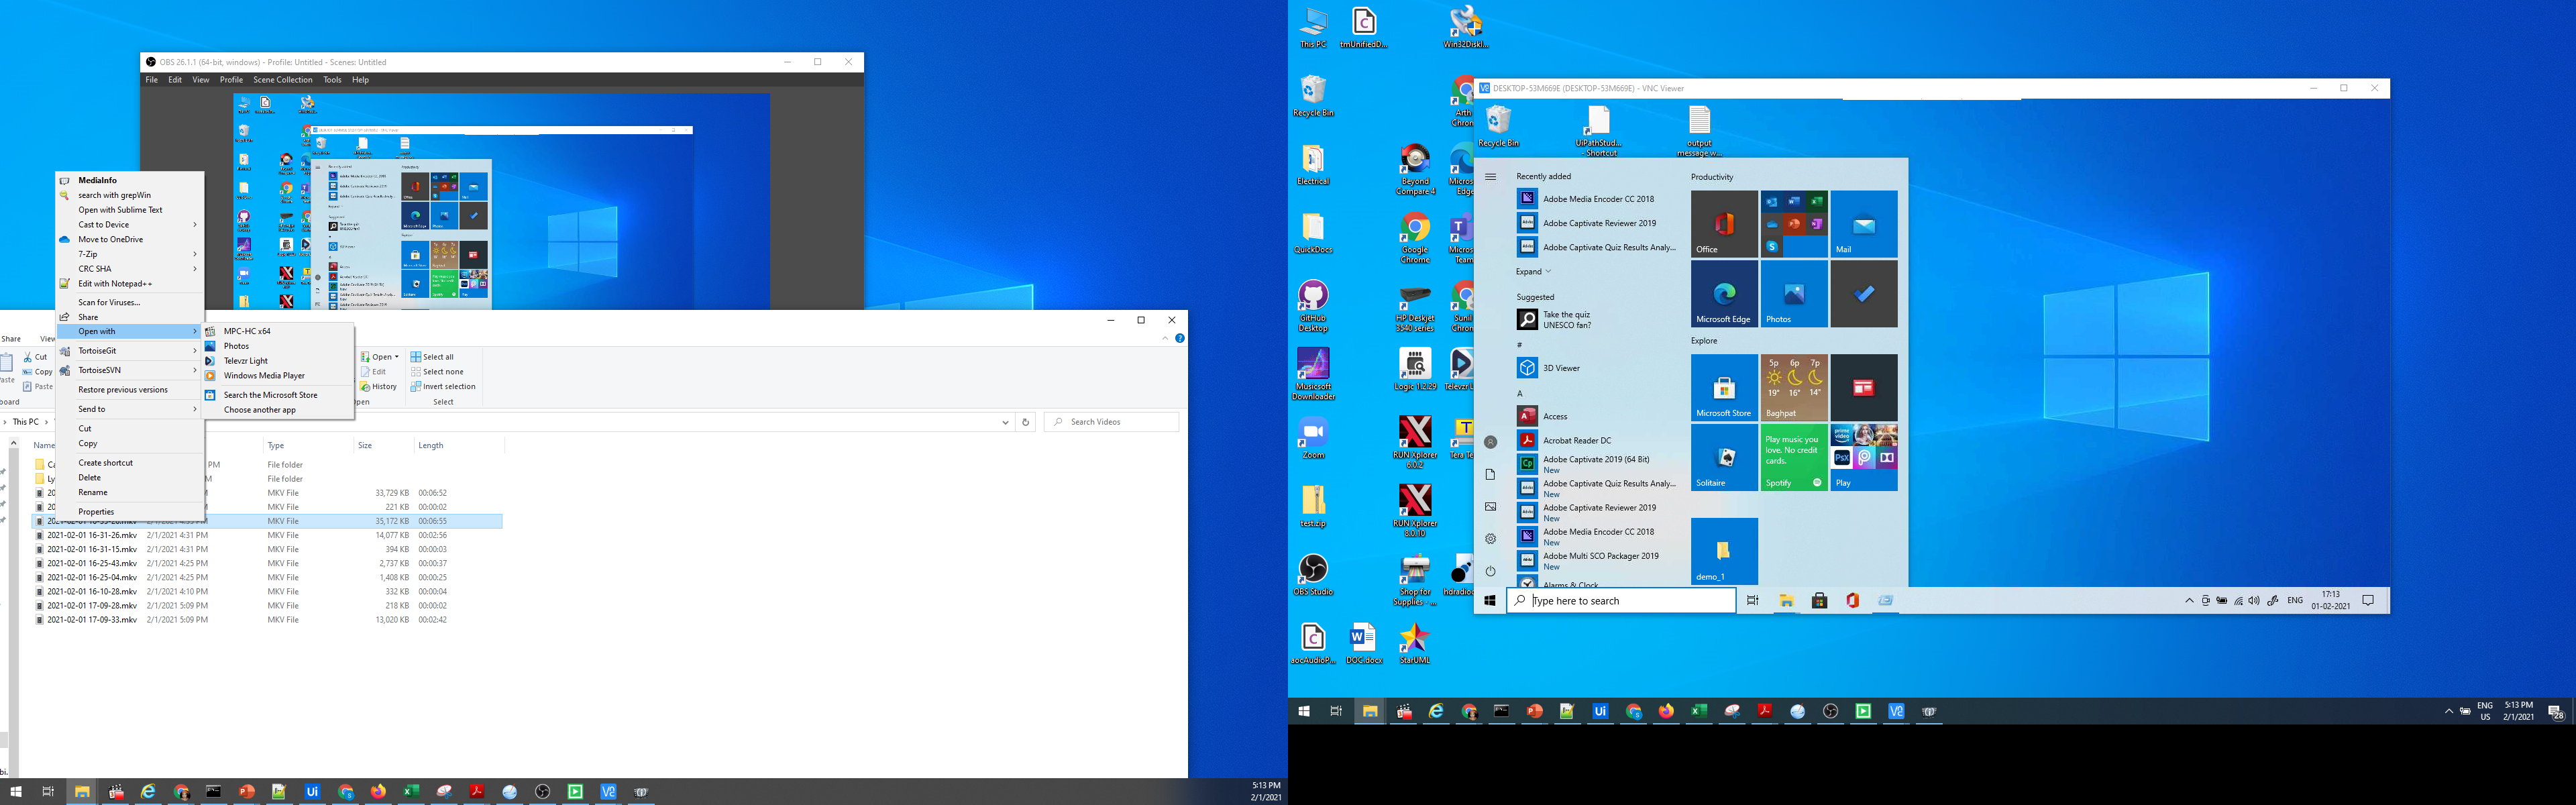 OBS 26.1.1 (64-bit, windows) - Profile: Untitled - Scenes: Untitled
File Edit View Profile Scene Collection Tools Help
MediaInfo
search with grepWin
Open with Sublime Text
Cast to Device
Move to OneDrive
7-Zip
CRC SHA
Edit with Notepad++
Scan for Viruses...
Share
Open with
TortoiseGit
TortoiseSVN
Restore previous versions
Send to
Cut
Copy
Create shortcut
Delete
Rename
Properties
MPC-HC x64
Photos
Televzr Light
Windows Media Player
Search the Microsoft Store
Choose another app
Share View
Cut
Copy
Paste
Open
Edit
History
Select all
Select none
Invert selection
Select
This PC
Search Videos
Name Type Size Length
PM File folder
File folder
MKV File 33,729 KB 00:06:52
MKV File 221 KB 00:00:02
MKV File 35,172 KB 00:06:55
2021-02-01 16-31-26.mkv 2/1/2021 4:31 PM MKV File 14,077 KB 00:02:56
2021-02-01 16-31-15.mkv 2/1/2021 4:31 PM MKV File 394 KB 00:00:03
2021-02-01 16-25-43.mkv 2/1/2021 4:25 PM MKV File 2,737 KB 00:00:37
2021-02-01 16-25-04.mkv 2/1/2021 4:25 PM MKV File 1,408 KB 00:00:25
2021-02-01 16-10-28.mkv 2/1/2021 4:10 PM MKV File 332 KB 00:00:04
2021-02-01 17-09-28.mkv 2/1/2021 5:09 PM MKV File 218 KB 00:00:02
2021-02-01 17-09-33.mkv 2/1/2021 5:09 PM MKV File 13,020 KB 00:02:42
5:13 PM
2/1/2021
This PC
tmUnifiedD...
Win32DiskI...
Recycle Bin
Electrical
Beyond
Compare 4
QuickDocs
Google
Chrome
GitHub
Desktop
HP Deskjet
3540 series
Musicsoft
Downloader
Logic 1.2.29
Zoom
RUN Xplorer
6.0.2
test.zip
RUN Xplorer
8.0.10
OBS Studio
Shop for
Supplies - ...
aocAudioP...
DOC.docx
StarUML
DESKTOP-53M669E (DESKTOP-53M669E) - VNC Viewer
Recycle Bin
UiPathStud...
- Shortcut
output
message w...
Recently added
Adobe Media Encoder CC 2018
Adobe Captivate Reviewer 2019
Adobe Captivate Quiz Results Analy...
Expand
Suggested
Take the quiz
UNESCO fan?
#
3D Viewer
A
Access
Acrobat Reader DC
Adobe Captivate 2019 (64 Bit)
New
Adobe Captivate Quiz Results Analy...
New
Adobe Captivate Reviewer 2019
New
Adobe Media Encoder CC 2018
New
Adobe Multi SCO Packager 2019
New
Alarms & Clock
Productivity
Office
Mail
Microsoft Edge
Photos
Explore
Microsoft Store
5p 6p 7p
19° 16° 14°
Baghpat
Solitaire
Play music you
love. No credit
cards.
Spotify
Play
demo_1
Type here to search
ENG
17:13
01-02-2021
ENG
US
5:13 PM
2/1/2021
28